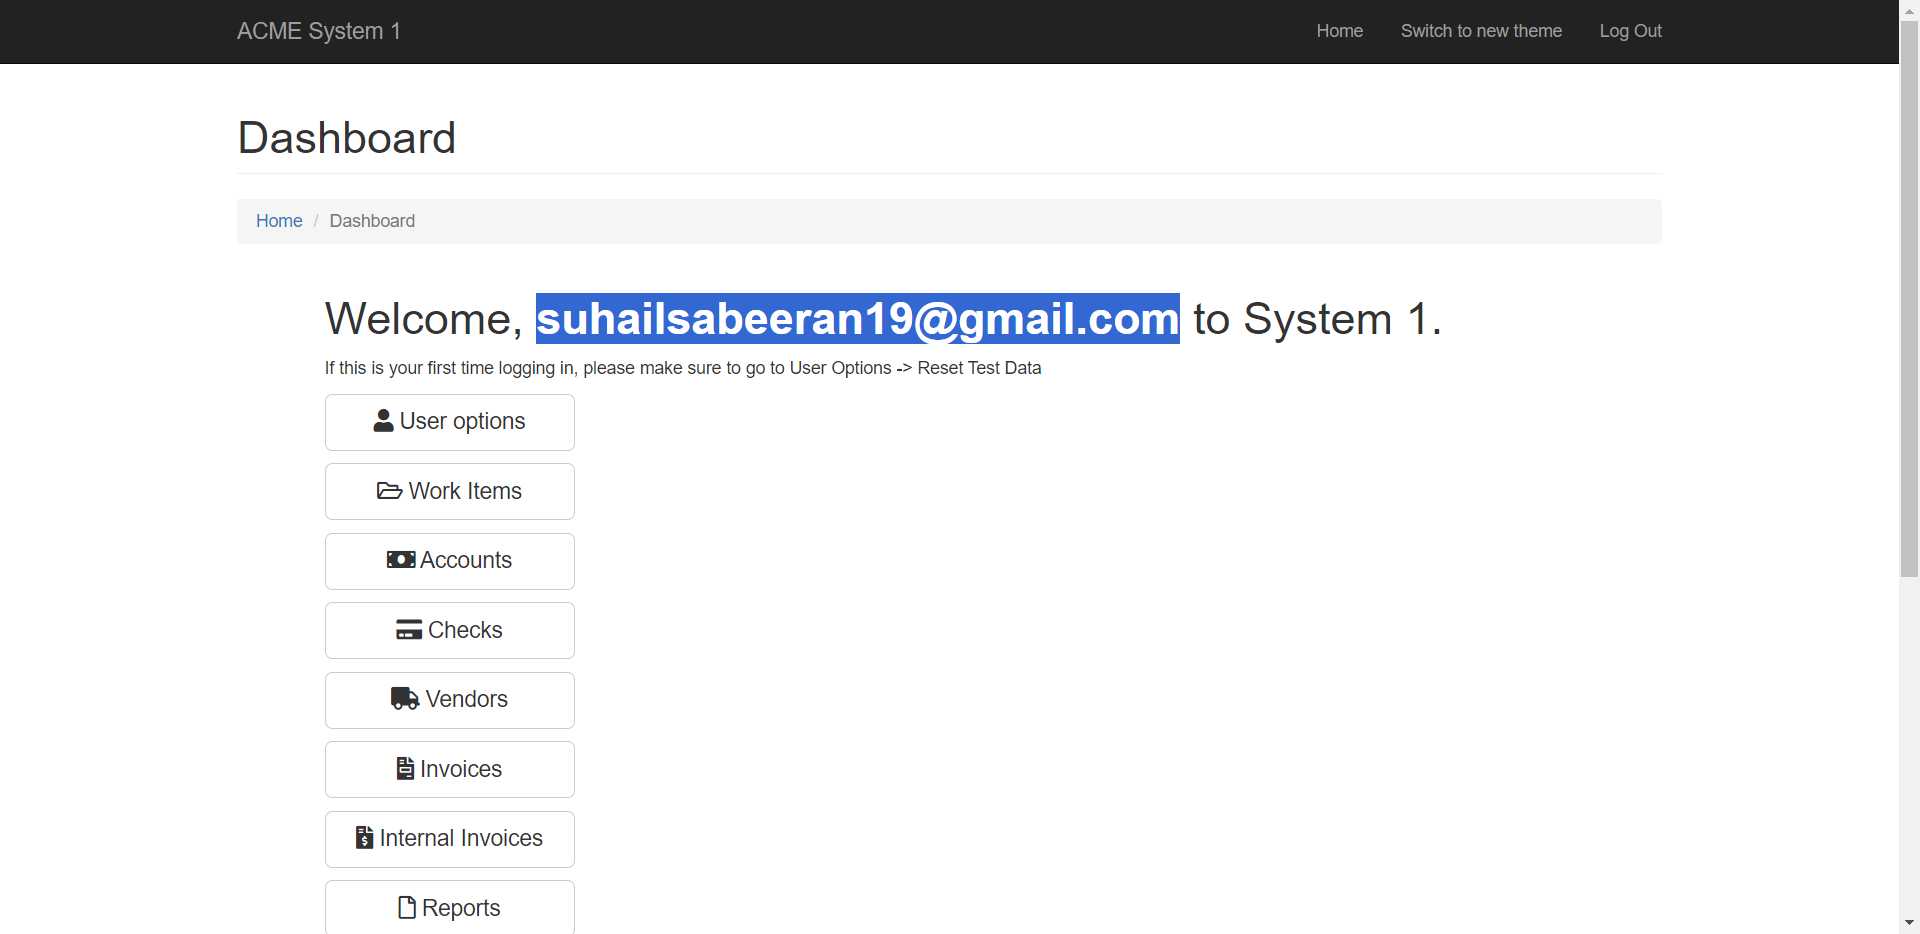 ACME System 1
Home
Switch to new theme
Log Out
Dashboard
Home / Dashboard
Welcome, suhailsabeeran19@gmail.com to System 1.
If this is your first time logging in, please make sure to go to User Options -> Reset Test Data
User options
Work Items
Accounts
Checks
Vendors
Invoices
Internal Invoices
Reports